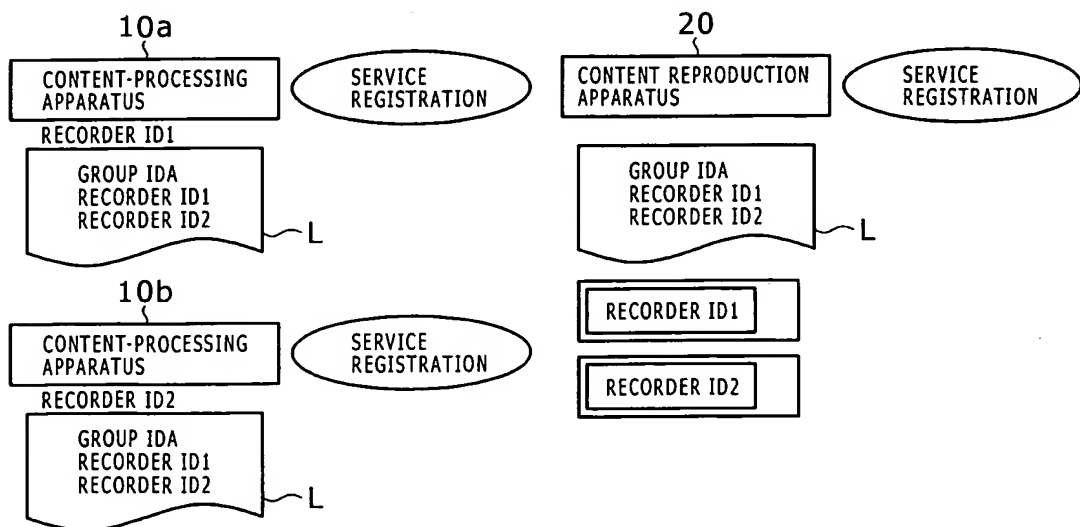 10a
CONTENT-PROCESSING
APPARATUS
SERVICE
REGISTRATION
RECORDER ID1
GROUP IDA
RECORDER ID1
RECORDER ID2
L
10b
CONTENT-PROCESSING
APPARATUS
SERVICE
REGISTRATION
RECORDER ID2
GROUP IDA
RECORDER ID1
RECORDER ID2
L
20
CONTENT REPRODUCTION
APPARATUS
SERVICE
REGISTRATION
GROUP IDA
RECORDER ID1
RECORDER ID2
L
RECORDER ID1
RECORDER ID2